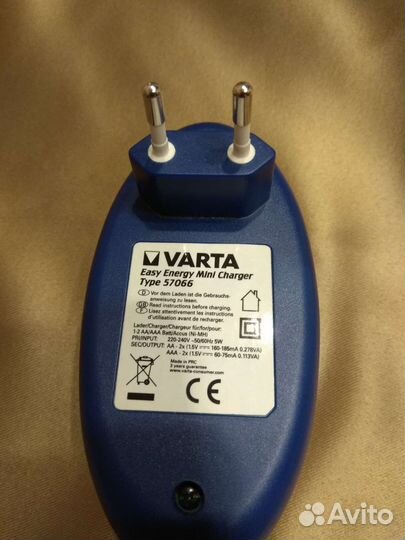 VARTA
Easy Energy Mini Charger
Type 57066
D Vor dem Laden ist die Gebrauchs-
anweisung zu lesen.
Read instructions before charging.
F Lisez attentivement les instructions
d'utilisation avant de recharger.
Lader/Charger/Chargeur für/for/pour:
1-2 AA/AAA Batt/Accus (Ni-MH)
PRI/INPUT: 220-240V ~50/60Hz 5W
SEC/OUTPUT: AA - 2x (1.5V 160-185mA 0.278VA)
AAA - 2x (1.5V 60-75mA 0.113VA)
Made in PRC
3 years guarantee
www.varta-consumer.com
CE
Avito